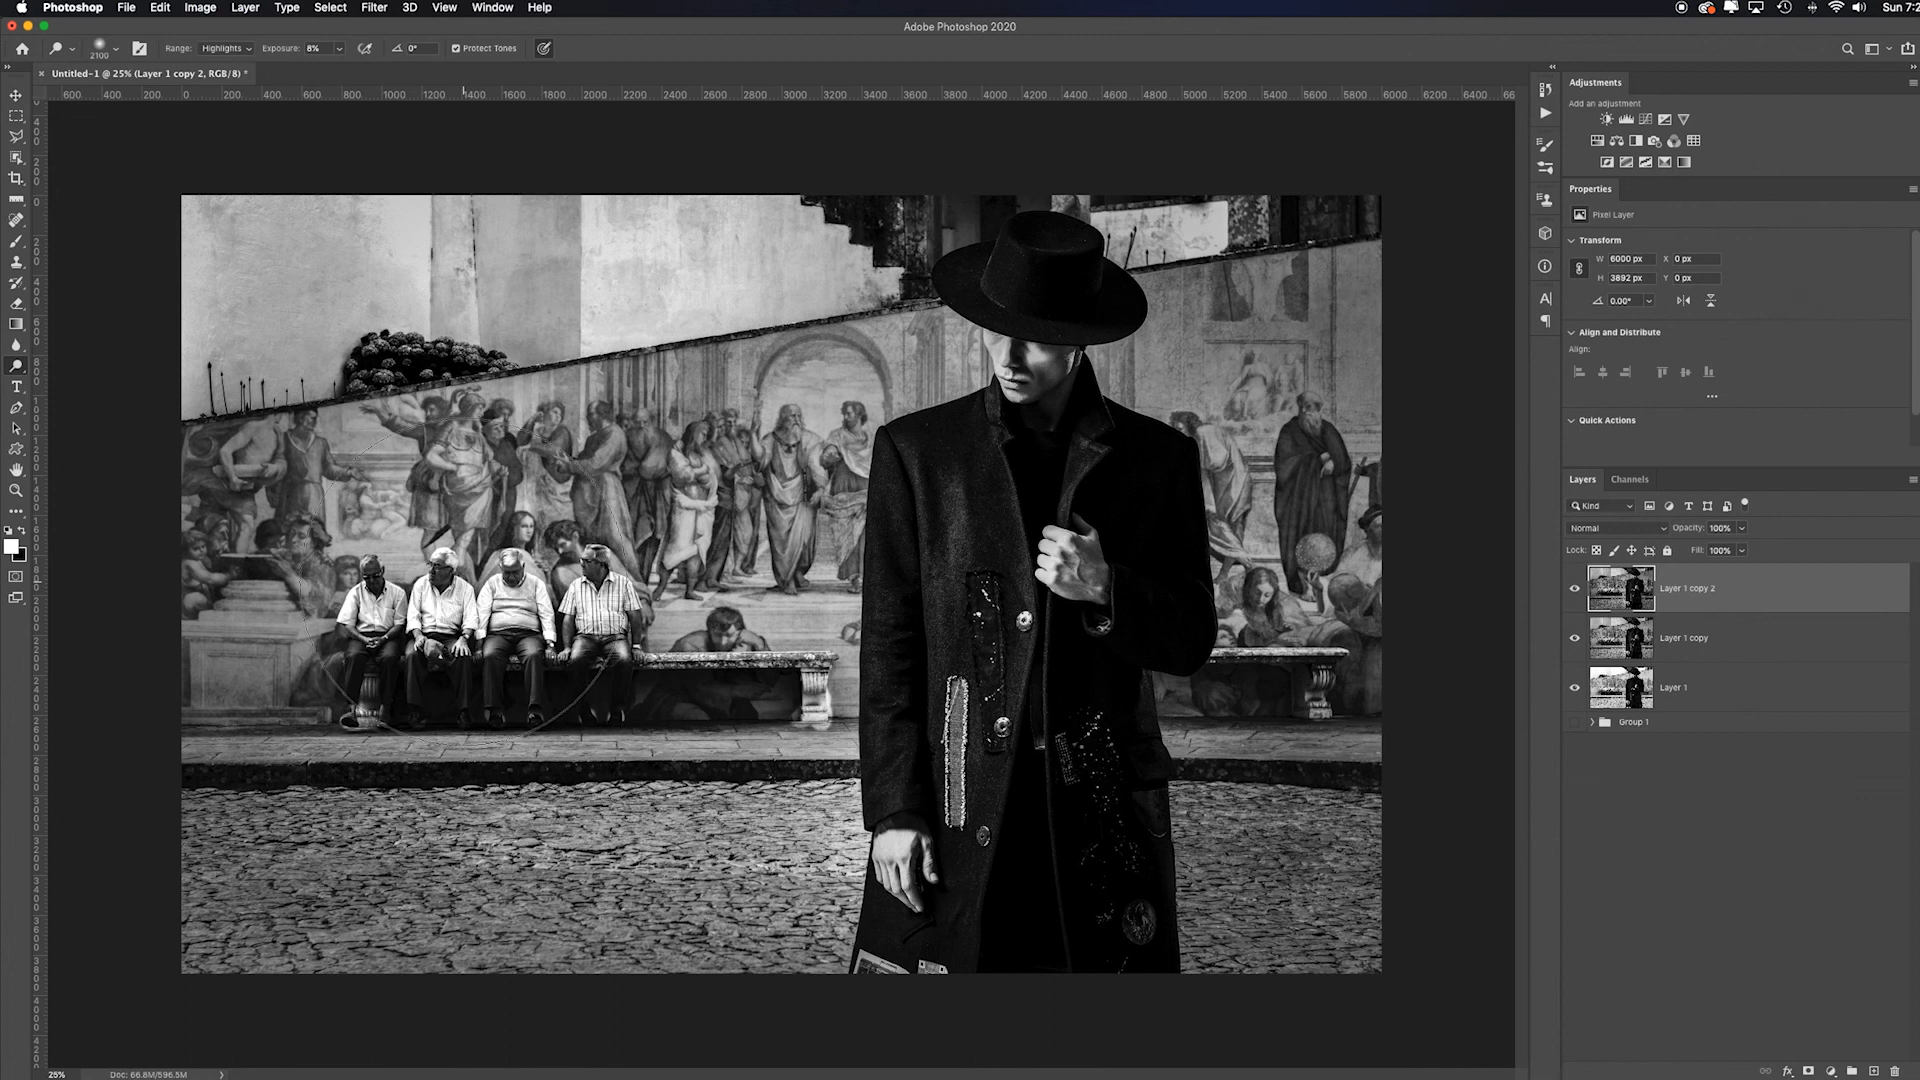 Photoshop File Edit Image Layer Type Select Filter 3D View Window Help Sun 7:2
Adobe Photoshop 2020
2100 Range: Highlights Exposure: 8% 0° Protect Tones
× Untitled-1 @ 25% (Layer 1 copy 2, RGB/8) *
600 400 200 0 200 400 600 800 1000 1200 1400 1600 1800 2000 2200 2400 2600 2800 3000 3200 3400 3600 3800 4000 4200 4400 4600 4800 5000 5200 5400 5600 5800 6000 6200 6400 66
Adjustments
Add an adjustment
Properties
Pixel Layer
Transform
W 6000 px X 0 px
H 3892 px Y 0 px
0.00°
Align and Distribute
Align:
Quick Actions
Layers Channels
Kind
Normal Opacity: 100%
Lock: Fill: 100%
Layer 1 copy 2
Layer 1 copy
Layer 1
Group 1
25% Doc: 66.8M/596.5M